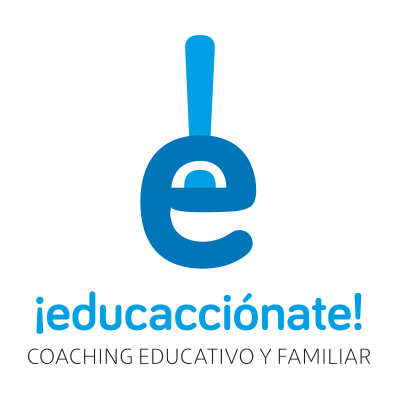 é
¡educacciónate!
COACHING EDUCATIVO Y FAMILIAR